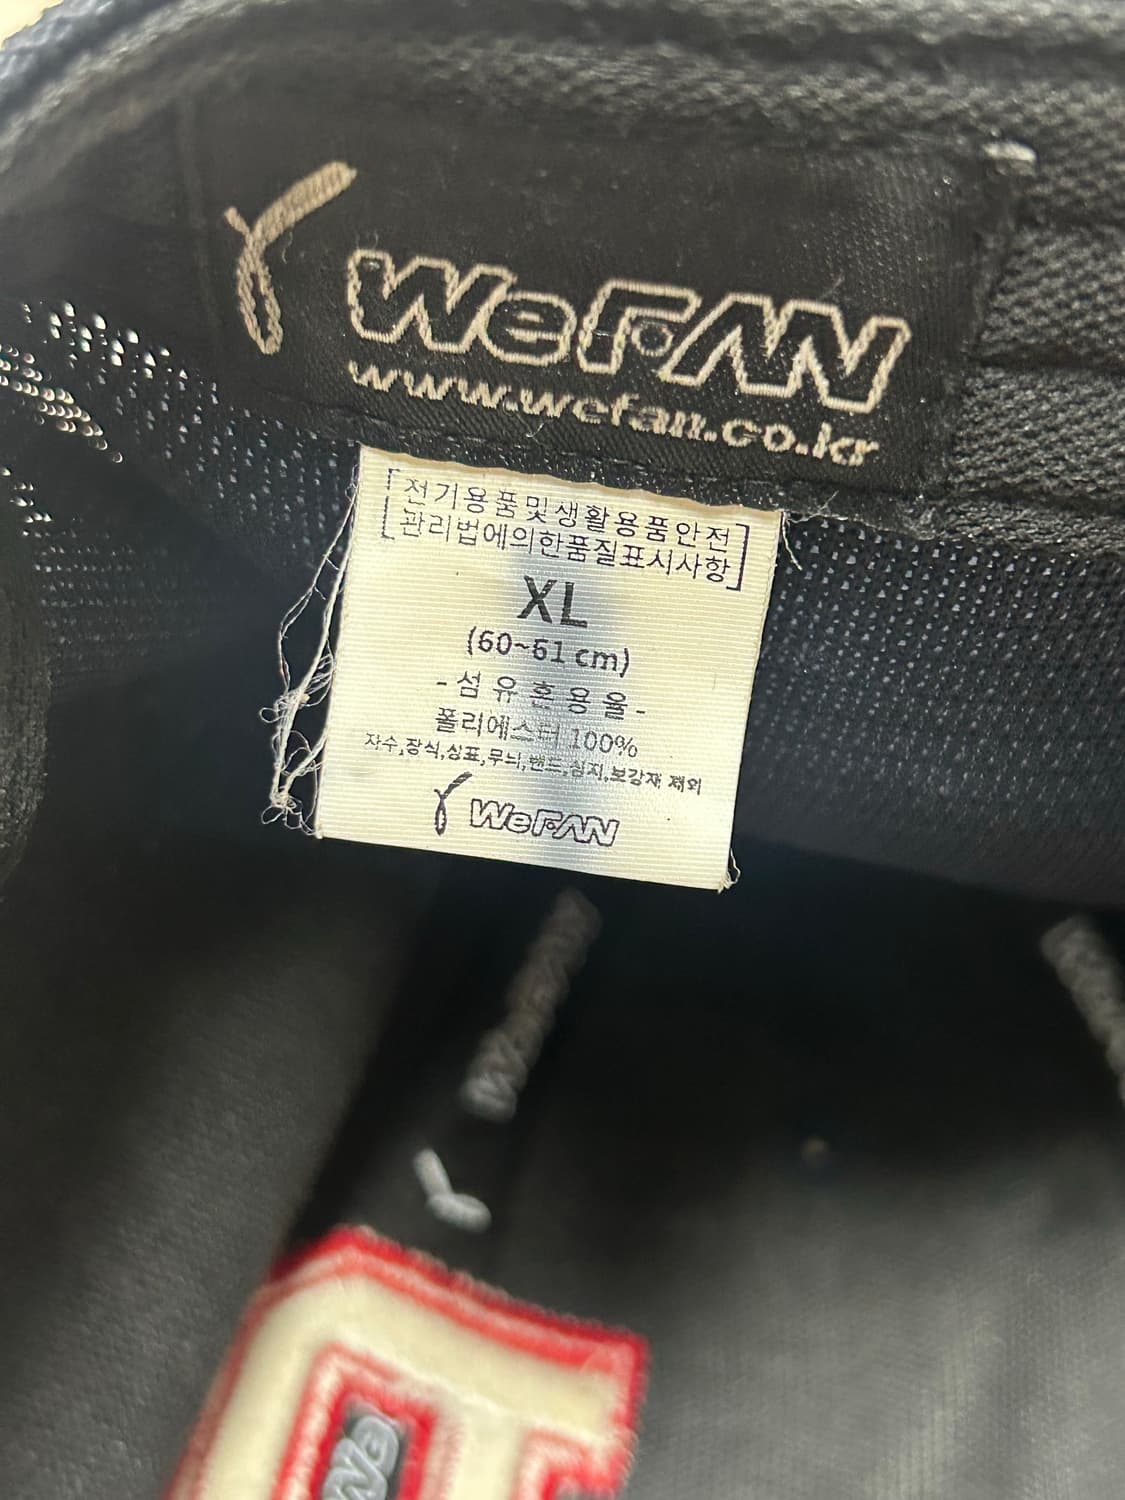 WeFAN
www.wefan.co.kr
[전기용품및생활용품안전
관리법에의한품질표시사항]
XL
(60~61 cm)
- 섬 유 혼 용 율 -
폴리에스터 100%
자수,장식,심표,무늬,밴드,심지,보강재 제외
WeFAN
We